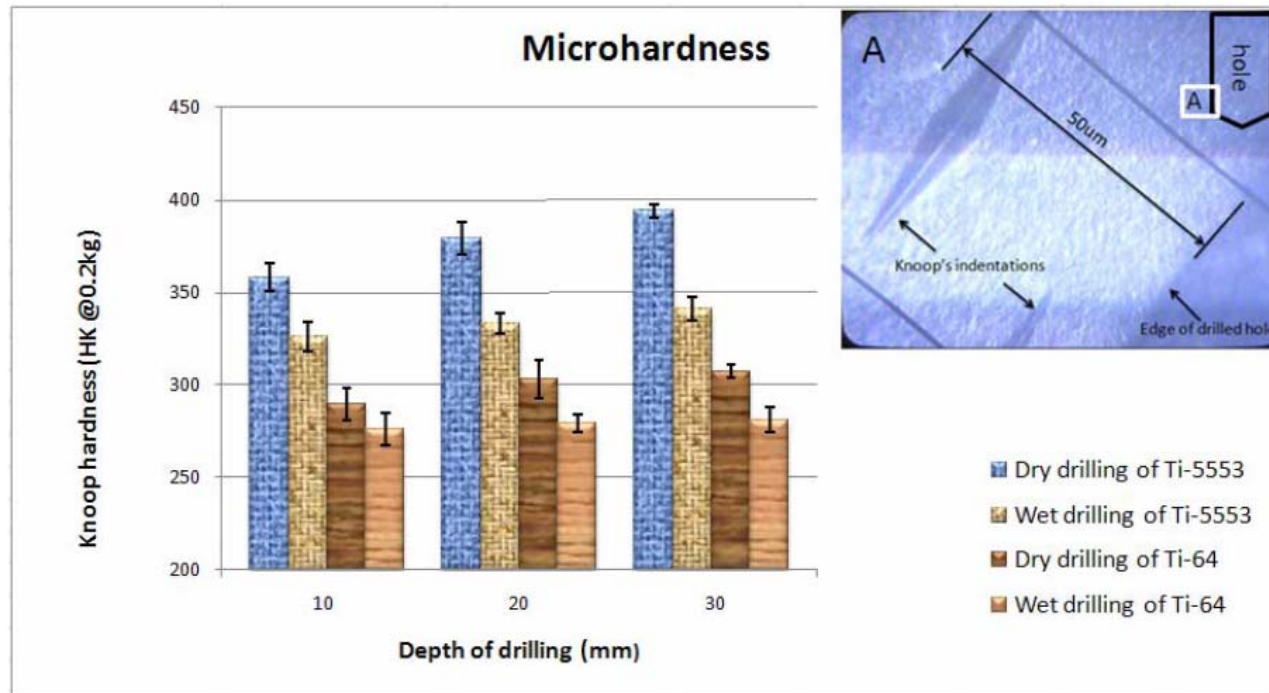 Microhardness
Knoop hardness (HK @0.2kg)
450
400
350
300
250
200
10
20
30
Depth of drilling (mm)
A
hole
A
50um
Knoop's indentations
Edge of drilled hole
Dry drilling of Ti-5553
Wet drilling of Ti-5553
Dry drilling of Ti-64
Wet drilling of Ti-64